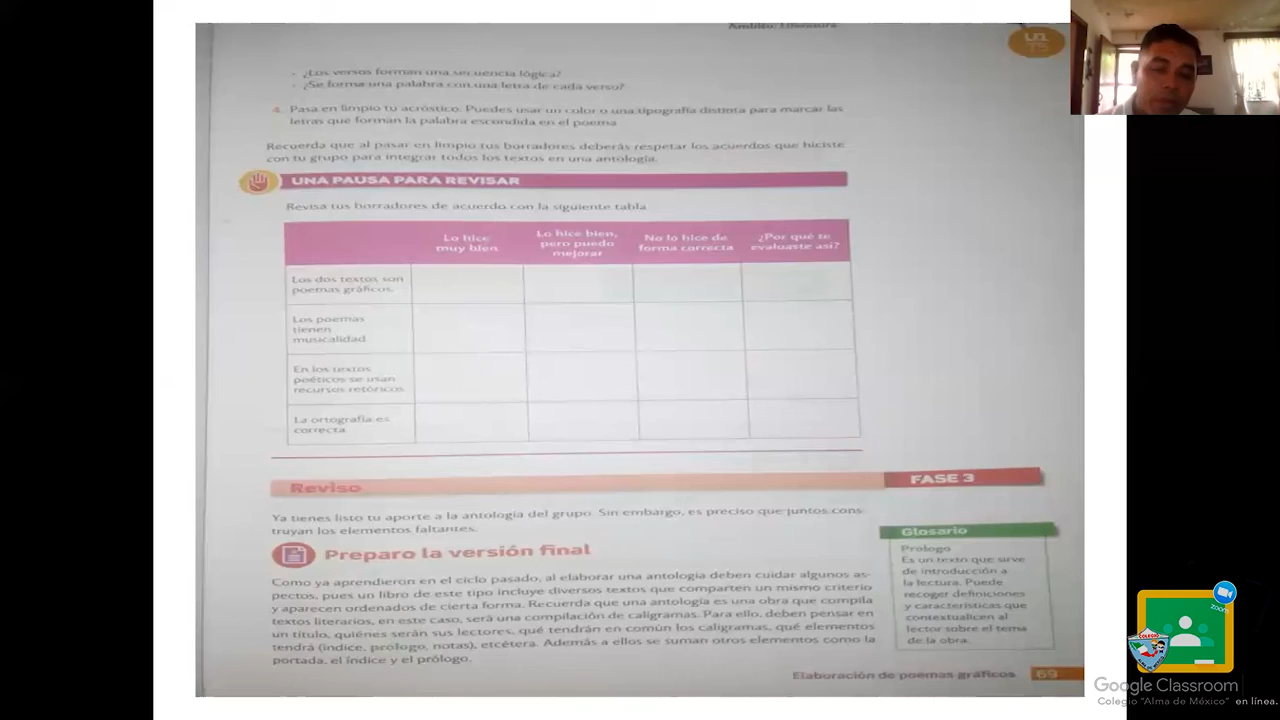 Ámbito: Literatura
U2
T5
- ¿Los versos forman una secuencia lógica?
- ¿Se forma una palabra con una letra de cada verso?
4. Pasa en limpio tu acróstico. Puedes usar un color o una tipografía distinta para marcar las
letras que forman la palabra escondida en el poema
Recuerda que al pasar en limpio tus borradores deberás respetar los acuerdos que hiciste
con tu grupo para integrar todos los textos en una antología.
UNA PAUSA PARA REVISAR
Revisa tus borradores de acuerdo con la siguiente tabla
Lo hice
muy bien
Lo hice bien,
pero puedo
mejorar
No lo hice de
forma correcta
¿Por qué te
evaluaste así?
Los dos textos son
poemas gráficos.
Los poemas
tienen
musicalidad
En los textos
poéticos se usan
recursos retóricos
La ortografía es
correcta.
Reviso
FASE 3
Ya tienes listo tu aporte a la antología del grupo. Sin embargo, es preciso que juntos cons-
truyan los elementos faltantes.
Preparo la versión final
Como ya aprendieron en el ciclo pasado, al elaborar una antología deben cuidar algunos as-
pectos, pues un libro de este tipo incluye diversos textos que comparten un mismo criterio
y aparecen ordenados de cierta forma. Recuerda que una antología es una obra que compila
textos literarios, en este caso, será una compilación de caligramas. Para ello, deben pensar en
un título, quiénes serán sus lectores, qué tendrán en común los caligramas, qué elementos
tendrá (índice, prólogo, notas), etcétera. Además a ellos se suman otros elementos como la
portada, el índice y el prólogo.
Glosario
Prólogo
Es un texto que sirve
de introducción a
la lectura. Puede
recoger definiciones
y características que
contextualicen al
lector sobre el tema
de la obra.
Elaboración de poemas gráficos 69
zoom
COLEGIO
Google Classroom
Colegio "Alma de México" en línea.